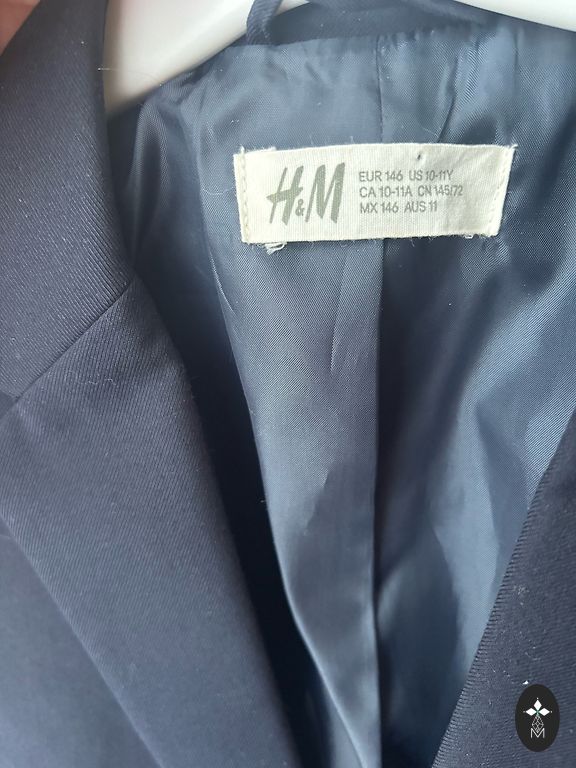 H&M
EUR 146 US 10-11Y
CA 10-11A CN 145/72
MX 146 AUS 11
M